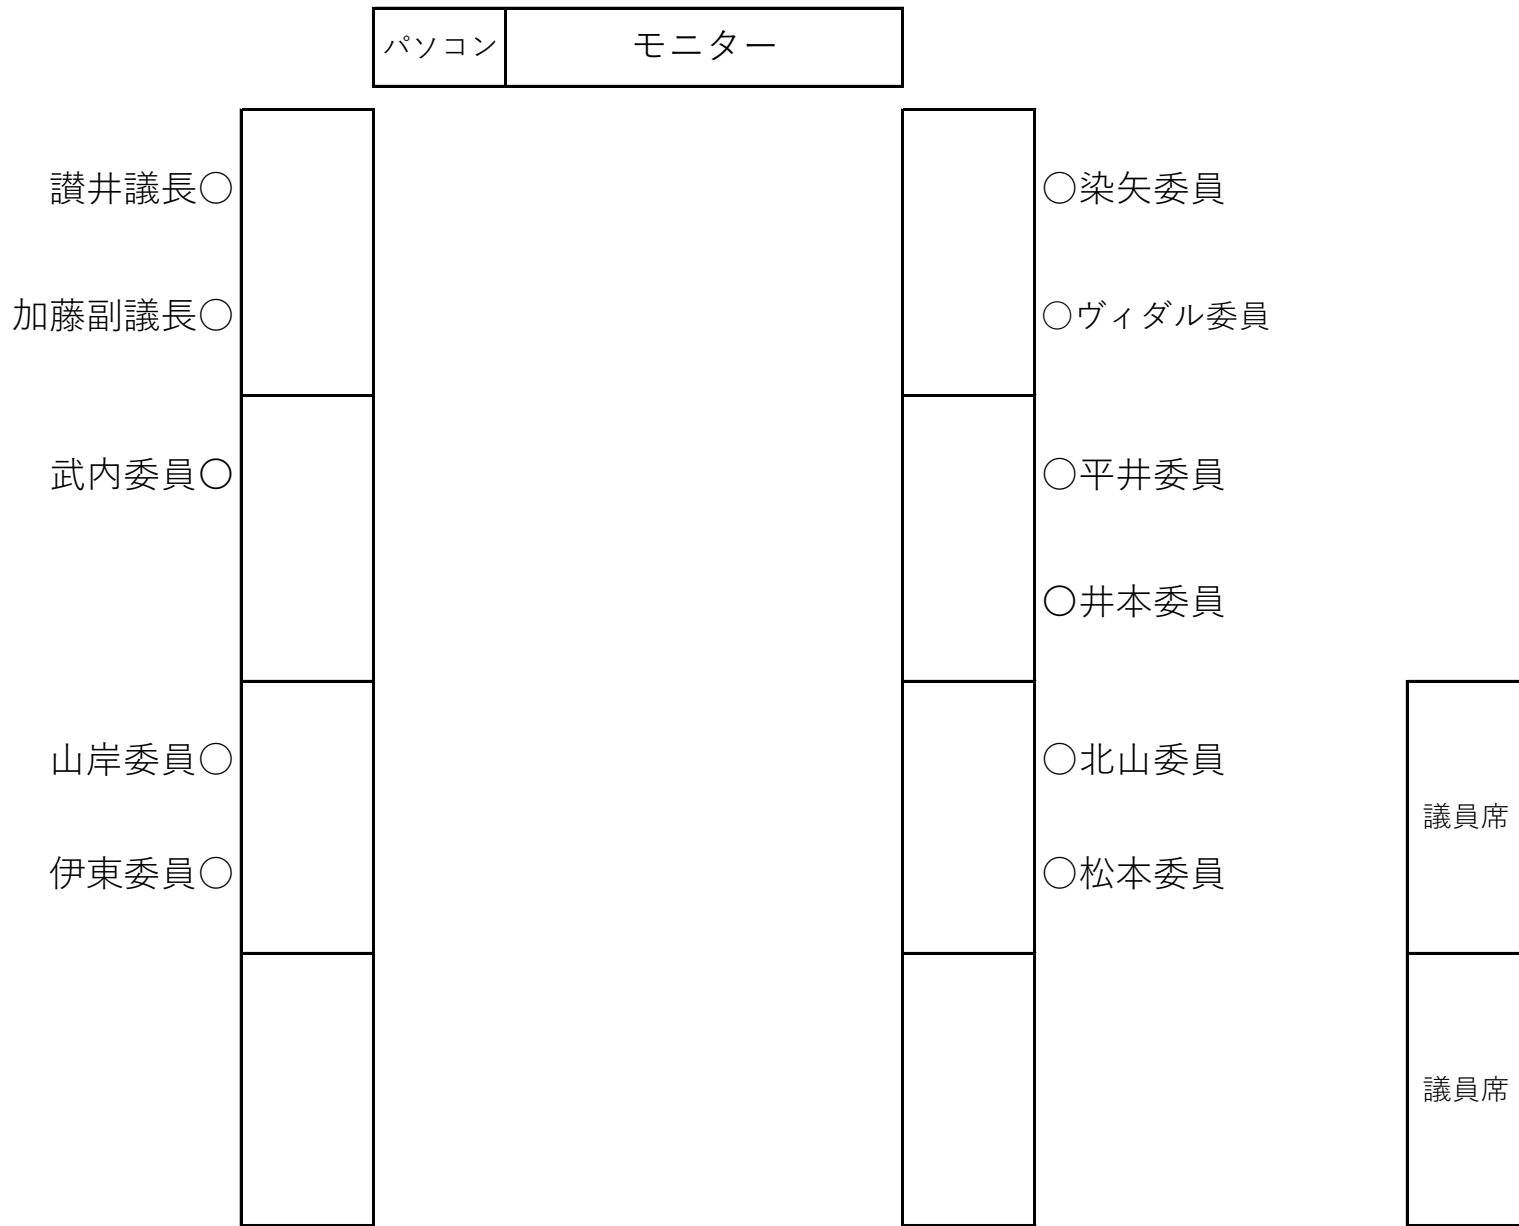 パソコン モニター
讃井議長○ ○染矢委員
加藤副議長○ ○ヴィダル委員
武内委員○ ○平井委員
○井本委員
山岸委員○ ○北山委員
議員席
伊東委員○ ○松本委員
議員席